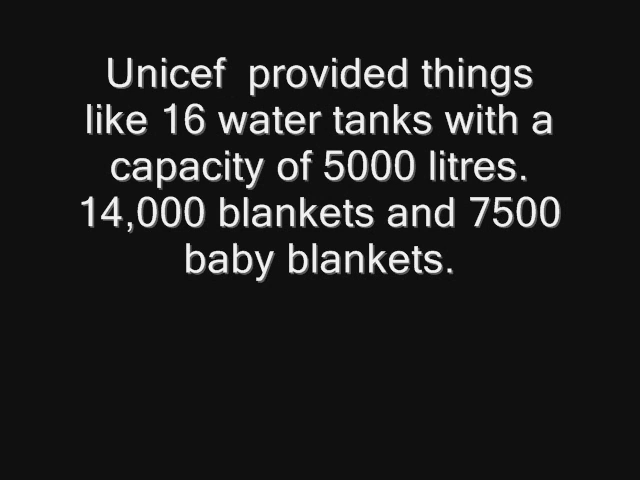 Unicef  provided things
like 16 water tanks with a
capacity of 5000 litres.
14,000 blankets and 7500
baby blankets.